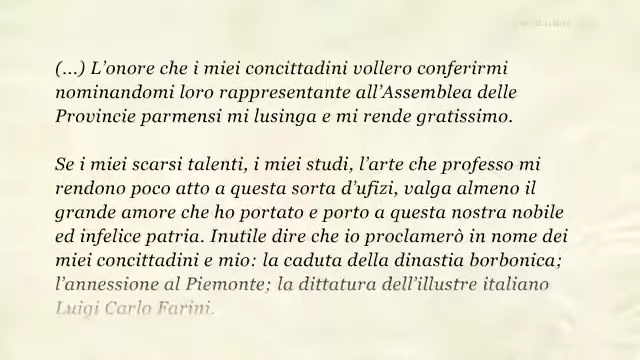 (...) L’onore che i miei concittadini vollero conferirmi
nominandomi loro rappresentante all’Assemblea delle
Provincie parmensi mi lusinga e mi rende gratissimo.
Se i miei scarsi talenti, i miei studi, l’arte che professo mi
rendono poco atto a questa sorta d’ufizi, valga almeno il
grande amore che ho portato e porto a questa nostra nobile
ed infelice patria. Inutile dire che io proclamerò in nome dei
miei concittadini e mio: la caduta della dinastia borbonica;
l’annessione al Piemonte; la dittatura dell’illustre italiano
Luigi Carlo Farini.